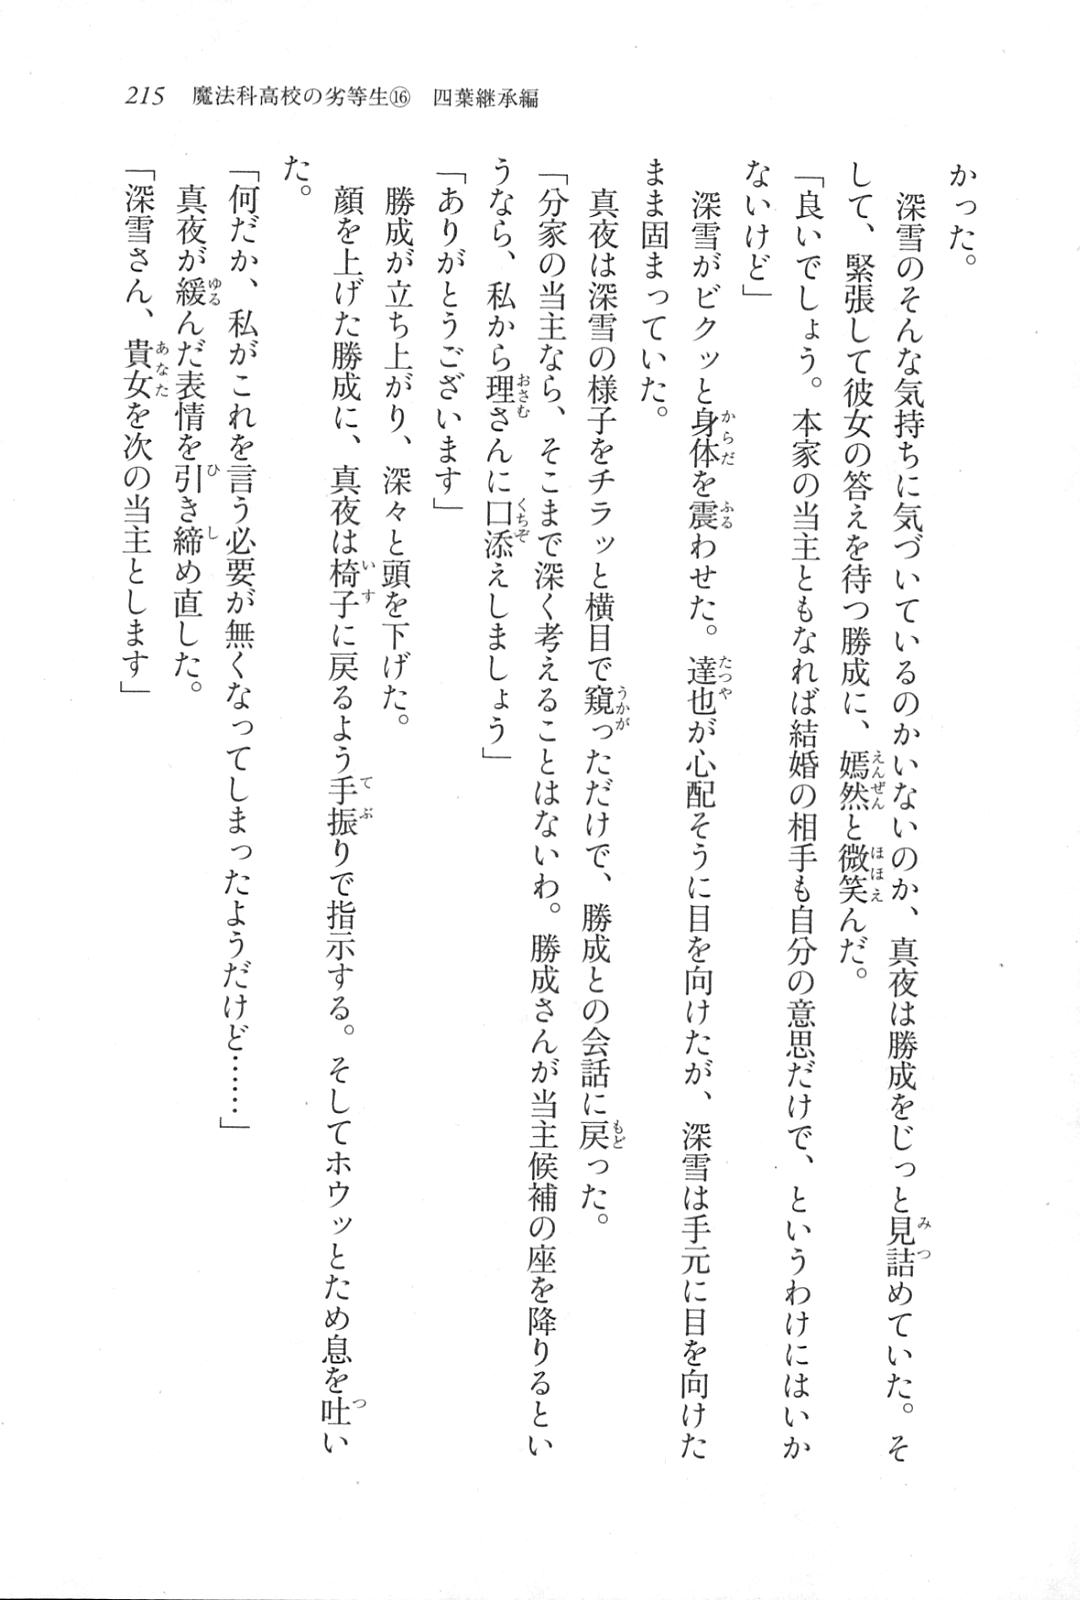 215　魔法科高校の劣等生⑯　四葉継承編
かった。
　深雪のそんな気持ちに気づいているのかいないのか、真夜は勝成をじっと見詰めていた。そ
して、緊張して彼女の答えを待つ勝成に、嫣然と微笑んだ。
「良いでしょう。本家の当主ともなれば結婚の相手も自分の意思だけで、というわけにはいか
ないけど」
　深雪がビクッと身体を震わせた。達也が心配そうに目を向けたが、深雪は手元に目を向けた
まま固まっていた。
　真夜は深雪の様子をチラッと横目で窺っただけで、勝成との会話に戻った。
「分家の当主なら、そこまで深く考えることはないわ。勝成さんが当主候補の座を降りるとい
うなら、私から理さんに口添えしましょう」
「ありがとうございます」
　勝成が立ち上がり、深々と頭を下げた。
　顔を上げた勝成に、真夜は椅子に戻るよう手振りで指示する。そしてホウッとため息を吐い
た。
「何だか、私がこれを言う必要が無くなってしまったようだけど……」
　真夜が緩んだ表情を引き締め直した。
「深雪さん、貴女を次の当主とします」